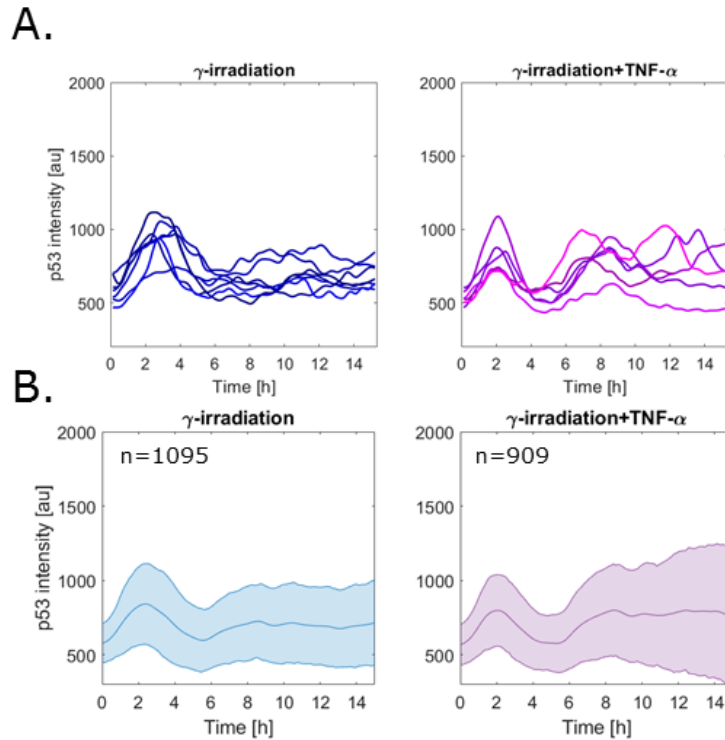 A.
γ-irradiation
2000
1500
1000
500
p53 intensity [au]
0 2 4 6 8 10 12 14
Time [h]
γ-irradiation+TNF-α
2000
1500
1000
500
0 2 4 6 8 10 12 14
Time [h]
B.
γ-irradiation
n=1095
2000
1500
1000
500
p53 intensity [au]
0 2 4 6 8 10 12 14
Time [h]
γ-irradiation+TNF-α
n=909
2000
1500
1000
500
0 2 4 6 8 10 12 14
Time [h]